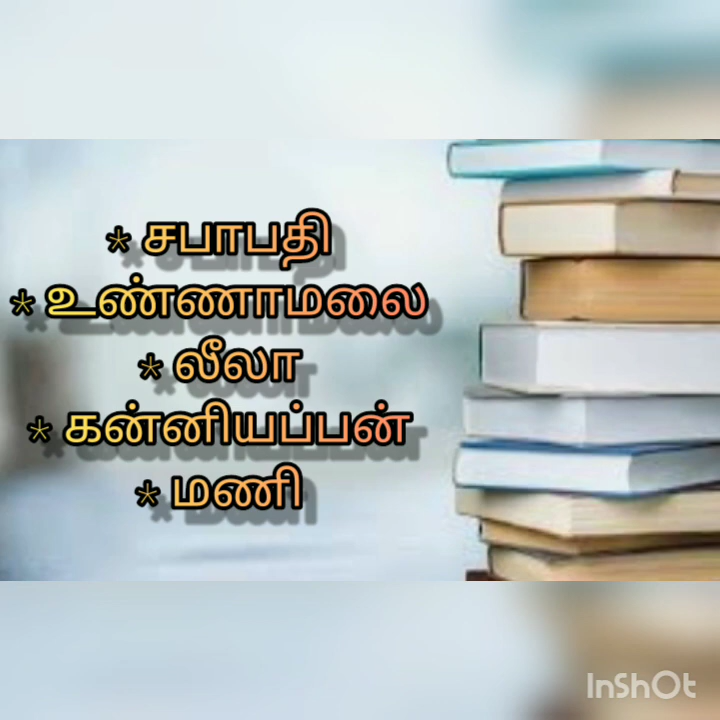 * சபாபதி
* உண்ணாமலை
* லீலா
* கன்னியப்பன்
* மணி
InShOt